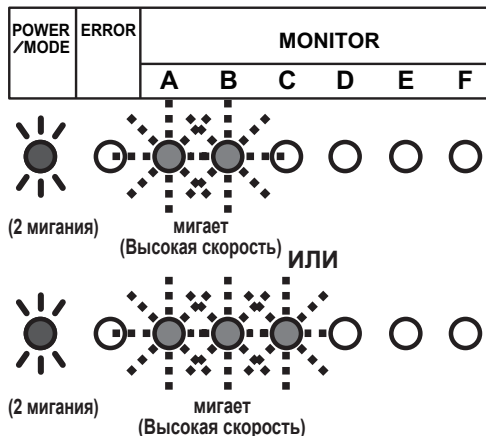 POWER ERROR MONITOR
/MODE
A B C D E F
(2 мигания) мигает
(Высокая скорость)
ИЛИ
(2 мигания) мигает
(Высокая скорость)